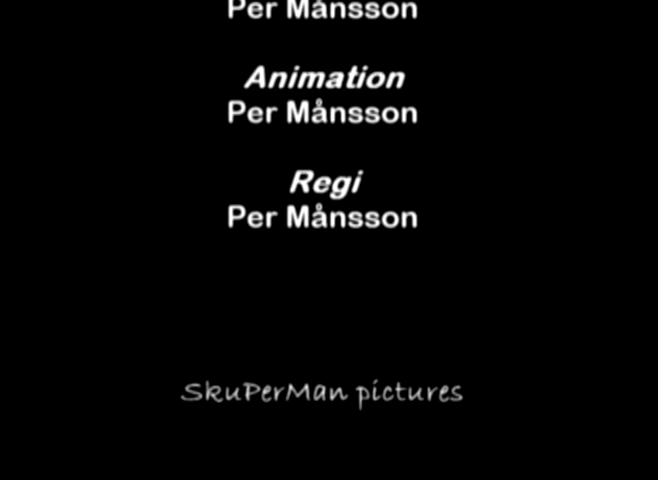 Per Månsson
Animation
Per Månsson
Regi
Per Månsson
SkuPerMan pictures